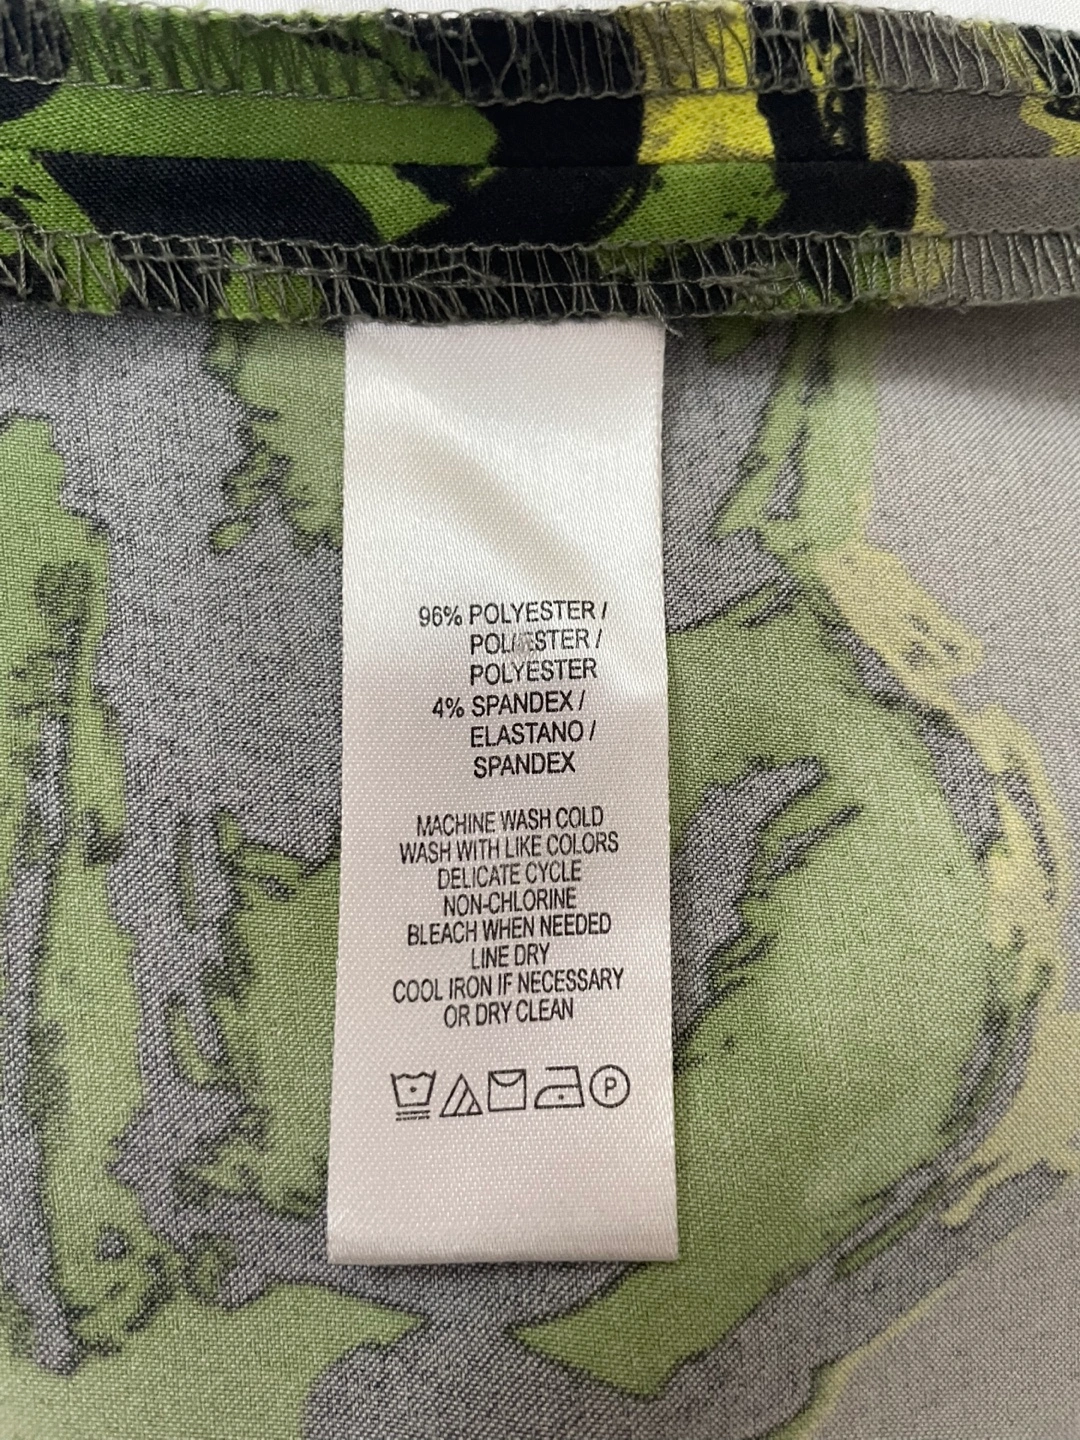 96% POLYESTER /
POLYESTER /
POLYESTER
4% SPANDEX /
ELASTANO /
SPANDEX
MACHINE WASH COLD
WASH WITH LIKE COLORS
DELICATE CYCLE
NON-CHLORINE
BLEACH WHEN NEEDED
LINE DRY
COOL IRON IF NECESSARY
OR DRY CLEAN
P